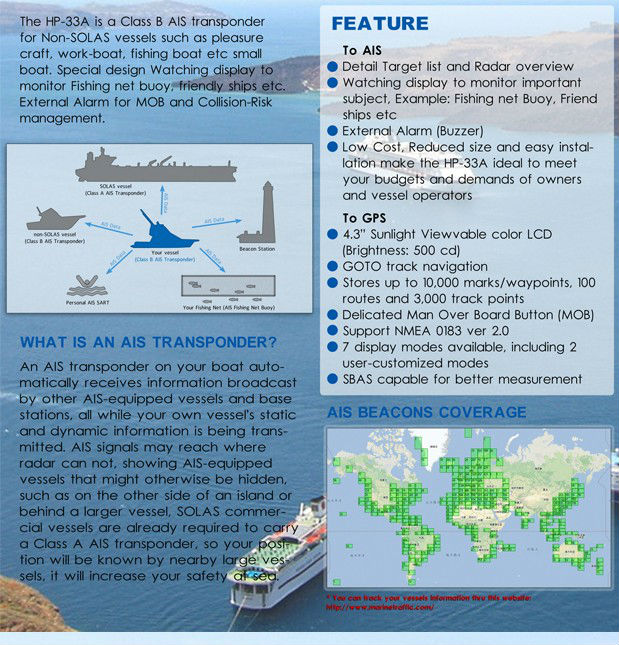 The HP-33A is a Class B AIS transponder
for Non-SOLAS vessels such as pleasure
craft, work-boat, fishing boat etc small
boat. Special design Watching display to
monitor Fishing net buoy, friendly ships etc.
External Alarm for MOB and Collision-Risk
management.
SOLAS vessel
(Class A AIS Transponder)
AIS Data
non-SOLAS vessel
(Class B AIS Transponder)
AIS Data
AIS Data
Your vessel
(Class B AIS Transponder)
Beacon Station
AIS Data
AIS Data
Personal AIS SART
Your Fishing Net (AIS Fishing Net Buoy)
WHAT IS AN AIS TRANSPONDER?
An AIS transponder on your boat auto-
matically receives information broadcast
by other AIS-equipped vessels and base
stations, all while your own vessel's static
and dynamic information is being trans-
mitted. AIS signals may reach where
radar can not, showing AIS-equipped
vessels that might otherwise be hidden,
such as on the other side of an island or
behind a larger vessel, SOLAS commer-
cial vessels are already required to carry
a Class A AIS transponder, so your posi-
tion will be known by nearby large ves-
sels, it will increase your safety at sea.
FEATURE
To AIS
Detail Target list and Radar overview
Watching display to monitor important
subject, Example: Fishing net Buoy, Friend
ships etc
External Alarm (Buzzer)
Low Cost, Reduced size and easy instal-
lation make the HP-33A ideal to meet
your budgets and demands of owners
and vessel operators
To GPS
4.3" Sunlight Viewvable color LCD
(Brightness: 500 cd)
GOTO track navigation
Stores up to 10,000 marks/waypoints, 100
routes and 3,000 track points
Delicated Man Over Board Button (MOB)
Support NMEA 0183 ver 2.0
7 display modes available, including 2
user-customized modes
SBAS capable for better measurement
AIS BEACONS COVERAGE
* You can track your vessels information thru this website:
http://www.marinetraffic.com/